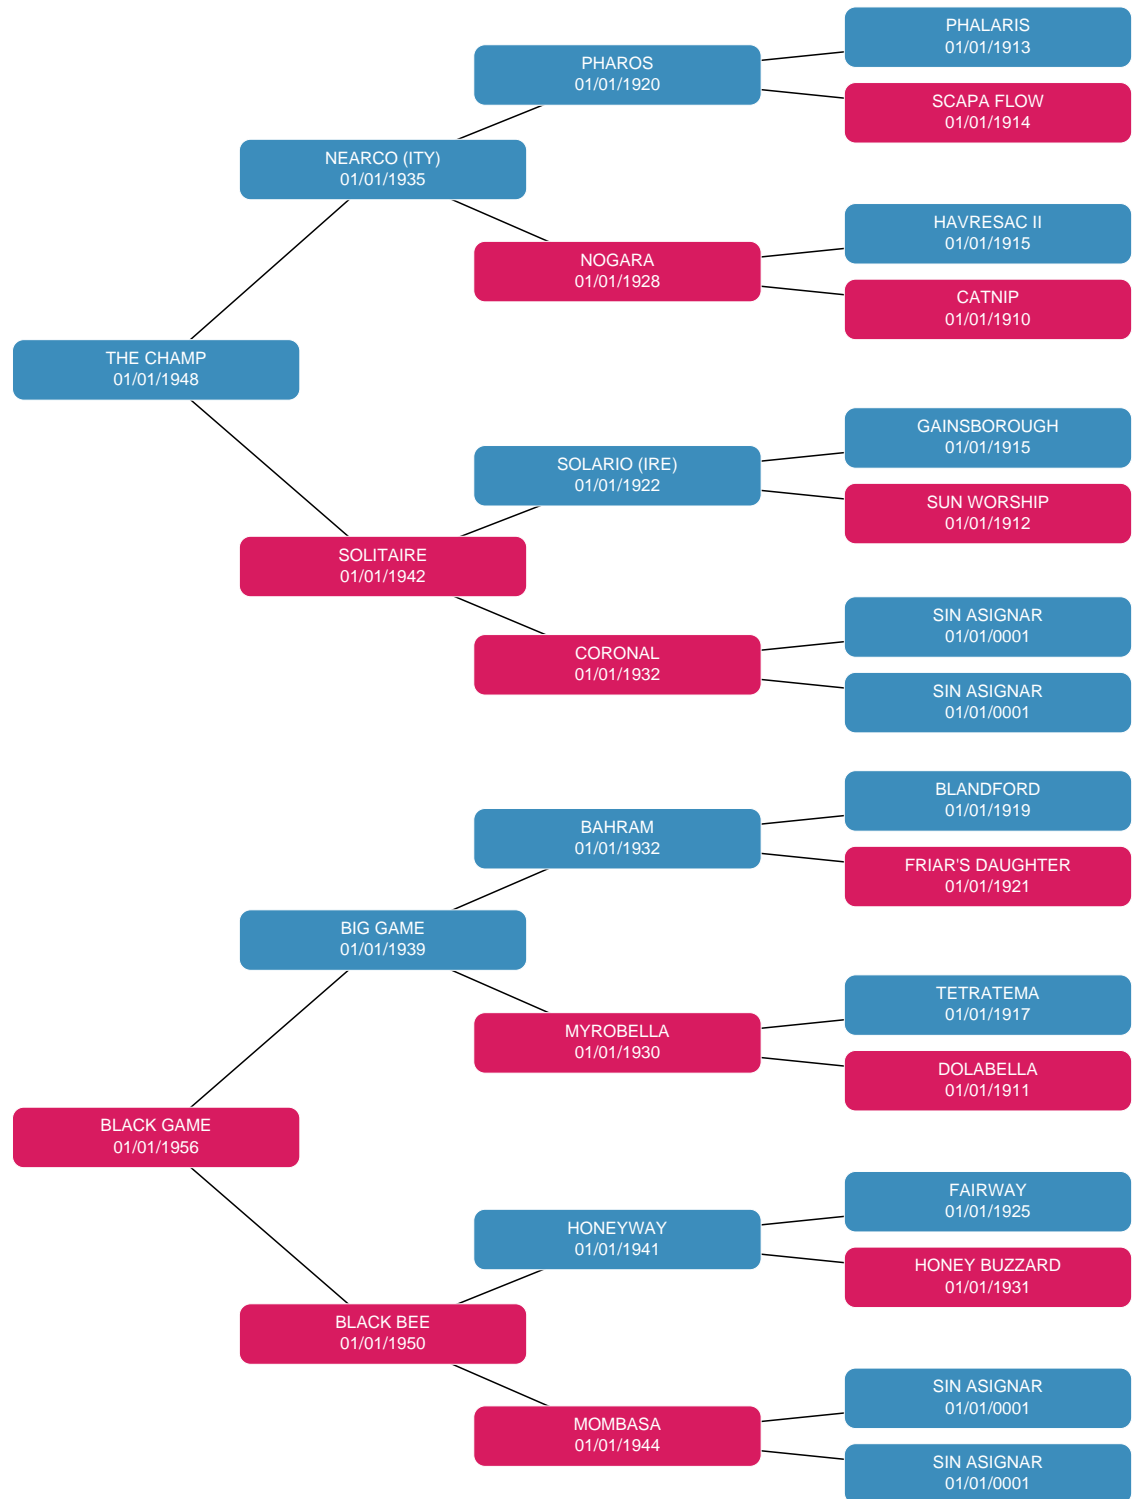 PHALARIS
01/01/1913
PHAROS
01/01/1920
SCAPA FLOW
01/01/1914
NEARCO (ITY)
01/01/1935
HAVRESAC II
01/01/1915
NOGARA
01/01/1928
CATNIP
01/01/1910
THE CHAMP
01/01/1948
GAINSBOROUGH
01/01/1915
SOLARIO (IRE)
01/01/1922
SUN WORSHIP
01/01/1912
SOLITAIRE
01/01/1942
SIN ASIGNAR
01/01/0001
CORONAL
01/01/1932
SIN ASIGNAR
01/01/0001
BLANDFORD
01/01/1919
BAHRAM
01/01/1932
FRIAR'S DAUGHTER
01/01/1921
BIG GAME
01/01/1939
TETRATEMA
01/01/1917
MYROBELLA
01/01/1930
DOLABELLA
01/01/1911
BLACK GAME
01/01/1956
FAIRWAY
01/01/1925
HONEYWAY
01/01/1941
HONEY BUZZARD
01/01/1931
BLACK BEE
01/01/1950
SIN ASIGNAR
01/01/0001
MOMBASA
01/01/1944
SIN ASIGNAR
01/01/0001